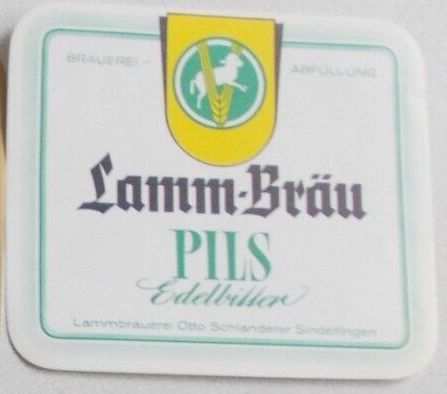 BRAUEREI – ABFÜLLUNG
Lamm-Bräu
PILS
Edelbitter
Lammbrauerei Otto Schlanderer Sindelfingen